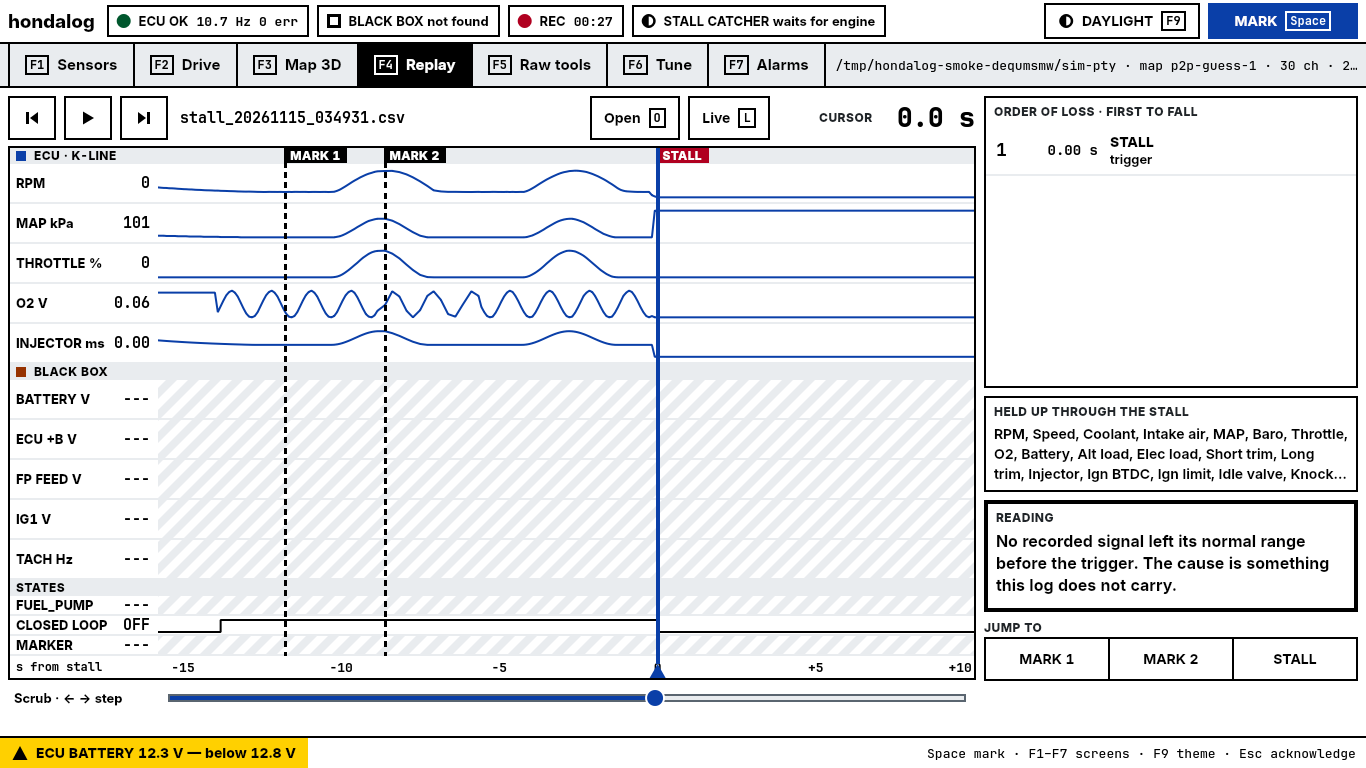 hondalog
ECU OK 10.7 Hz 0 err
BLACK BOX not found
REC 00:27
STALL CATCHER waits for engine
DAYLIGHT F9
MARK Space
F1 Sensors
F2 Drive
F3 Map 3D
F4 Replay
F5 Raw tools
F6 Tune
F7 Alarms
/tmp/hondalog-smoke-dequmsmw/sim-pty · map p2p-guess-1 · 30 ch · 2…
stall_20261115_034931.csv
Open O
Live L
CURSOR 0.0 s
ECU · K-LINE
MARK 1
MARK 2
STALL
RPM 0
MAP kPa 101
THROTTLE % 0
O2 V 0.06
INJECTOR ms 0.00
BLACK BOX
BATTERY V ---
ECU +B V ---
FP FEED V ---
IG1 V ---
TACH Hz ---
STATES
FUEL_PUMP ---
CLOSED LOOP OFF
MARKER ---
s from stall -15 -10 -5 0 +5 +10
Scrub · ← → step
ORDER OF LOSS · FIRST TO FALL
1 0.00 s STALL
trigger
HELD UP THROUGH THE STALL
RPM, Speed, Coolant, Intake air, MAP, Baro, Throttle,
O2, Battery, Alt load, Elec load, Short trim, Long
trim, Injector, Ign BTDC, Ign limit, Idle valve, Knock…
READING
No recorded signal left its normal range
before the trigger. The cause is something
this log does not carry.
JUMP TO
MARK 1
MARK 2
STALL
ECU BATTERY 12.3 V — below 12.8 V
Space mark · F1–F7 screens · F9 theme · Esc acknowledge